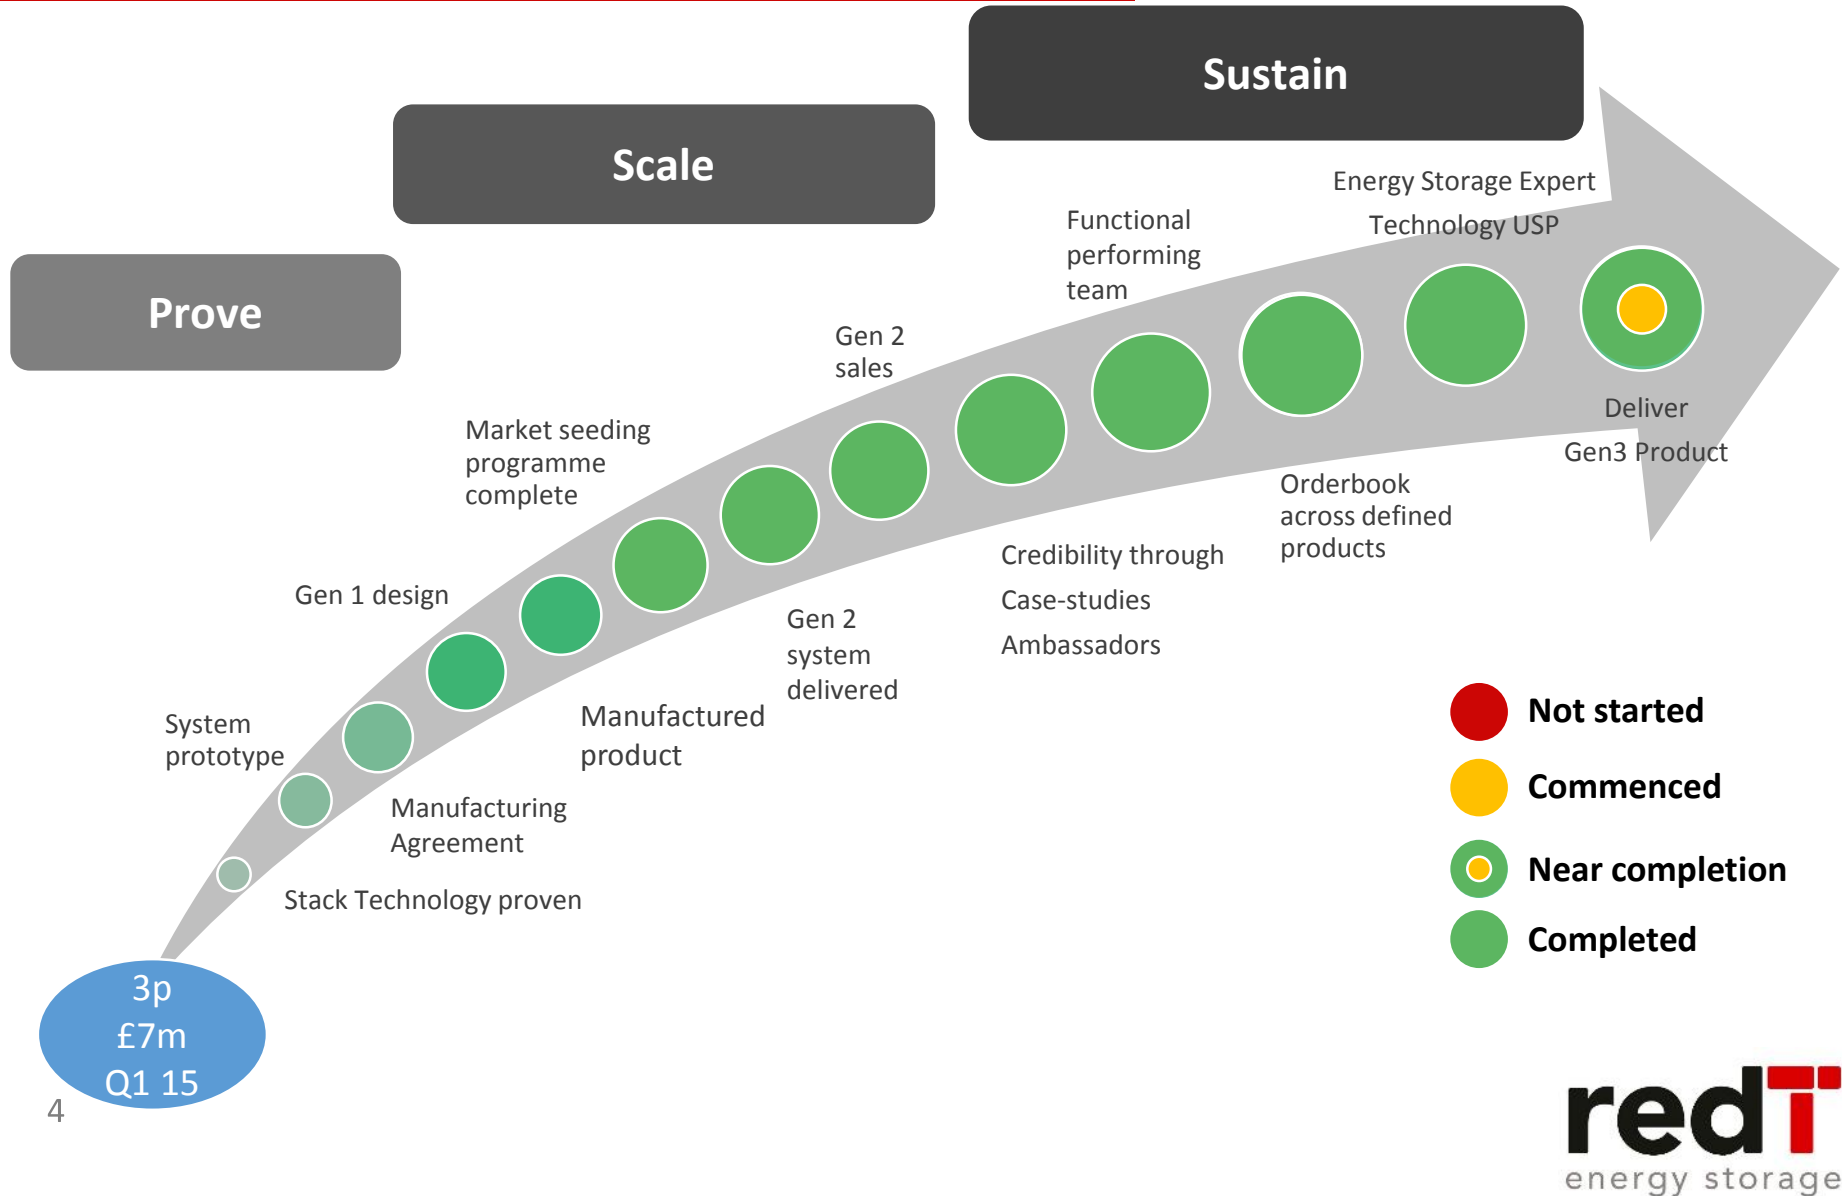 Sustain
Scale
Prove
Energy Storage Expert
Technology USP
Functional
performing
team
Gen 2
sales
Market seeding
programme
complete
Gen 1 design
System
prototype
Deliver
Gen3 Product
Orderbook
across defined
products
Credibility through
Case-studies
Ambassadors
Gen 2
system
delivered
Manufactured
product
Manufacturing
Agreement
Stack Technology proven
Not started
Commenced
Near completion
Completed
3p
£7m
Q1 15
4
redT
energy storage